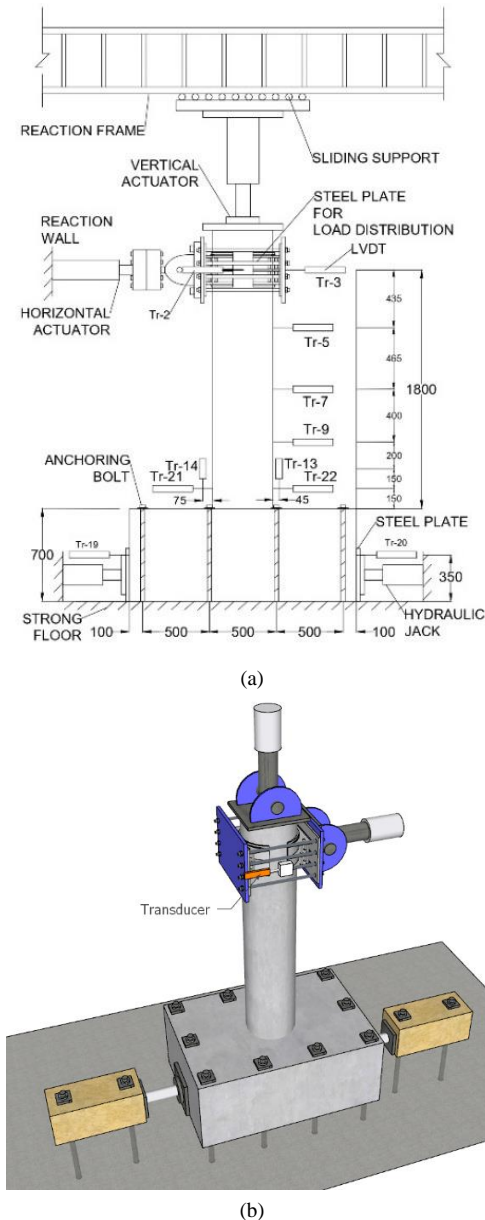 REACTION FRAME
SLIDING SUPPORT
VERTICAL
ACTUATOR
STEEL PLATE
FOR
LOAD DISTRIBUTION
REACTION
WALL
LVDT
Tr-3
HORIZONTAL
ACTUATOR
Tr-2
435
Tr-5
465
Tr-7
1800
400
Tr-9
200
ANCHORING
BOLT
Tr-14
Tr-13
150
Tr-21
Tr-22
75
45
150
STEEL PLATE
700
Tr-19
Tr-20
350
STRONG
FLOOR
HYDRAULIC
JACK
100
500
500
500
100
(a)
Transducer
(b)